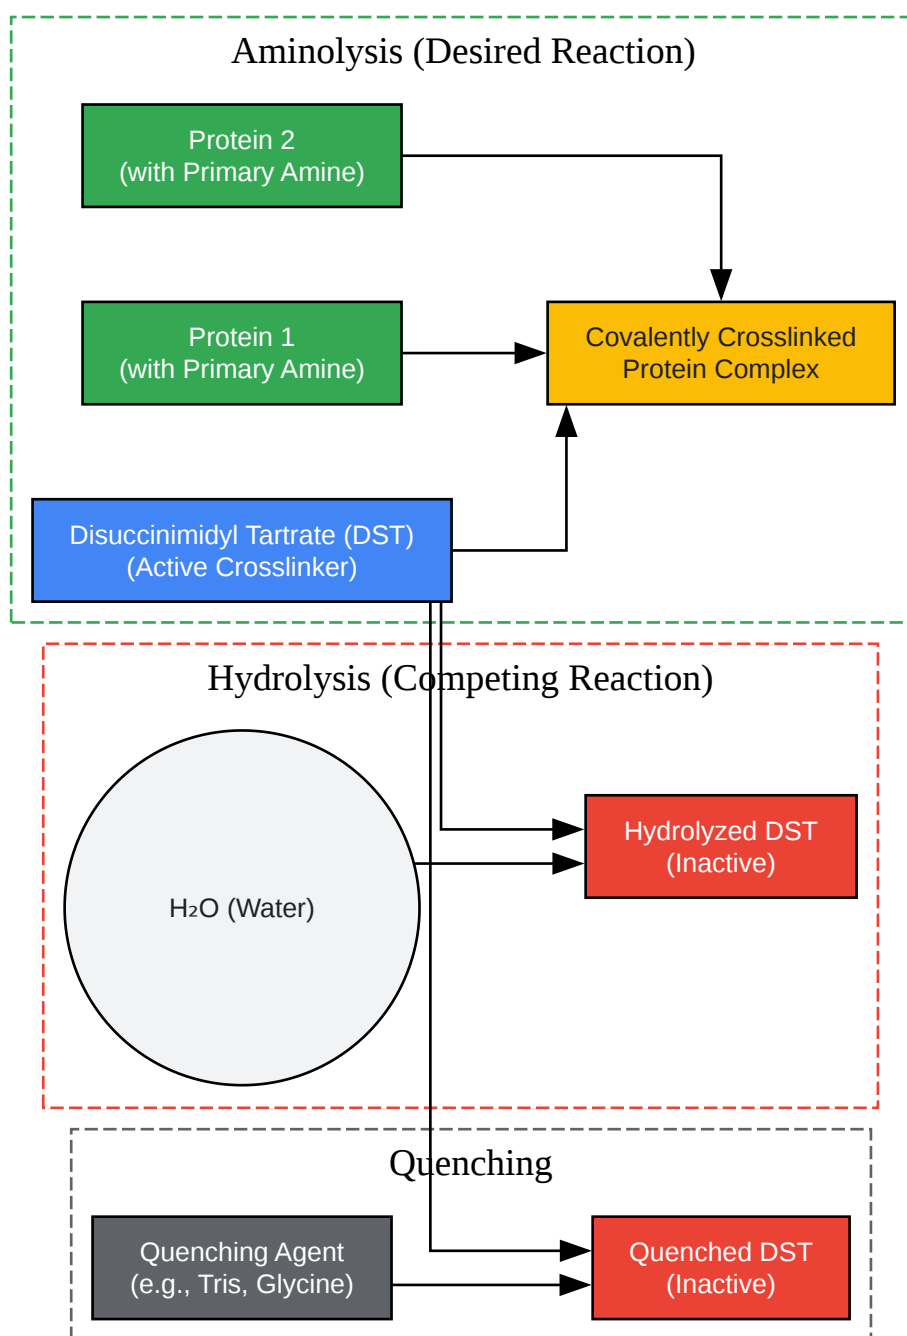 Aminolysis (Desired Reaction)
Protein 2
(with Primary Amine)
Protein 1
(with Primary Amine)
Covalently Crosslinked
Protein Complex
Disuccinimidyl Tartrate (DST)
(Active Crosslinker)
Hydrolysis (Competing Reaction)
Hydrolyzed DST
(Inactive)
H₂O (Water)
Quenching
Quenching Agent
(e.g., Tris, Glycine)
Quenched DST
(Inactive)